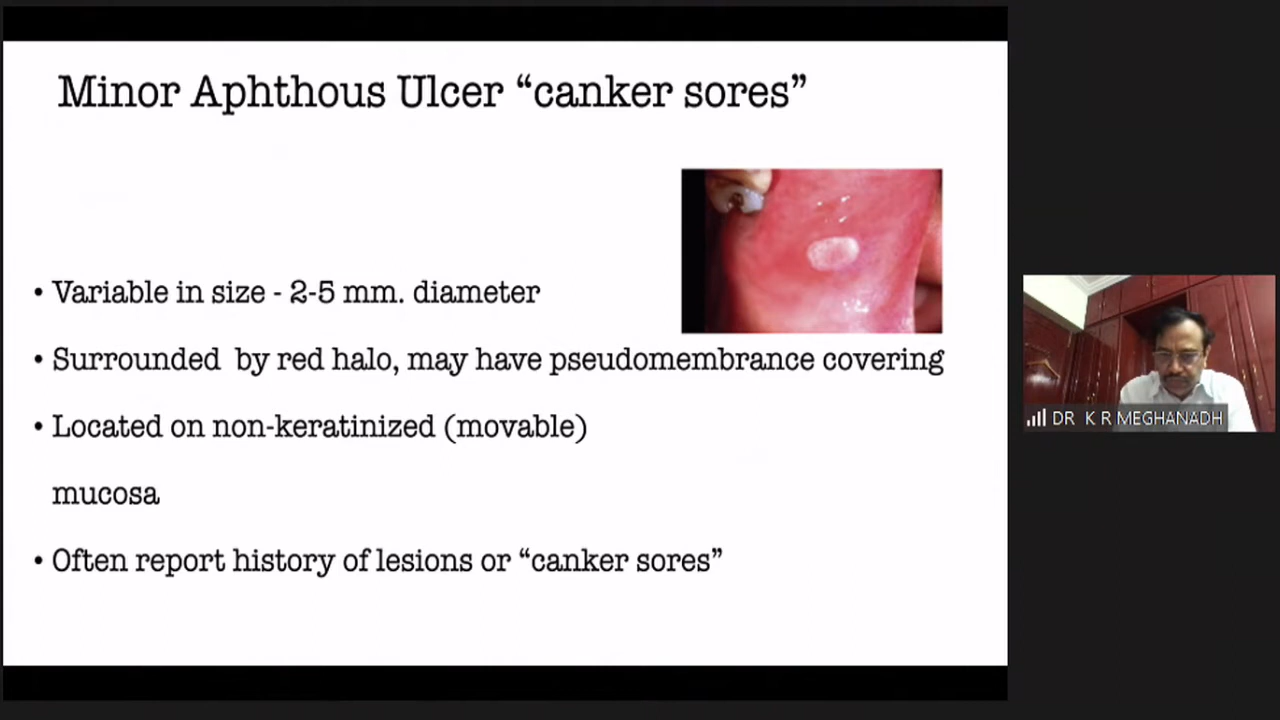 Minor Aphthous Ulcer “canker sores”
• Variable in size - 2-5 mm. diameter
• Surrounded by red halo, may have pseudomembrance covering
• Located on non-keratinized (movable)
mucosa
• Often report history of lesions or “canker sores”
DR K R MEGHANADH